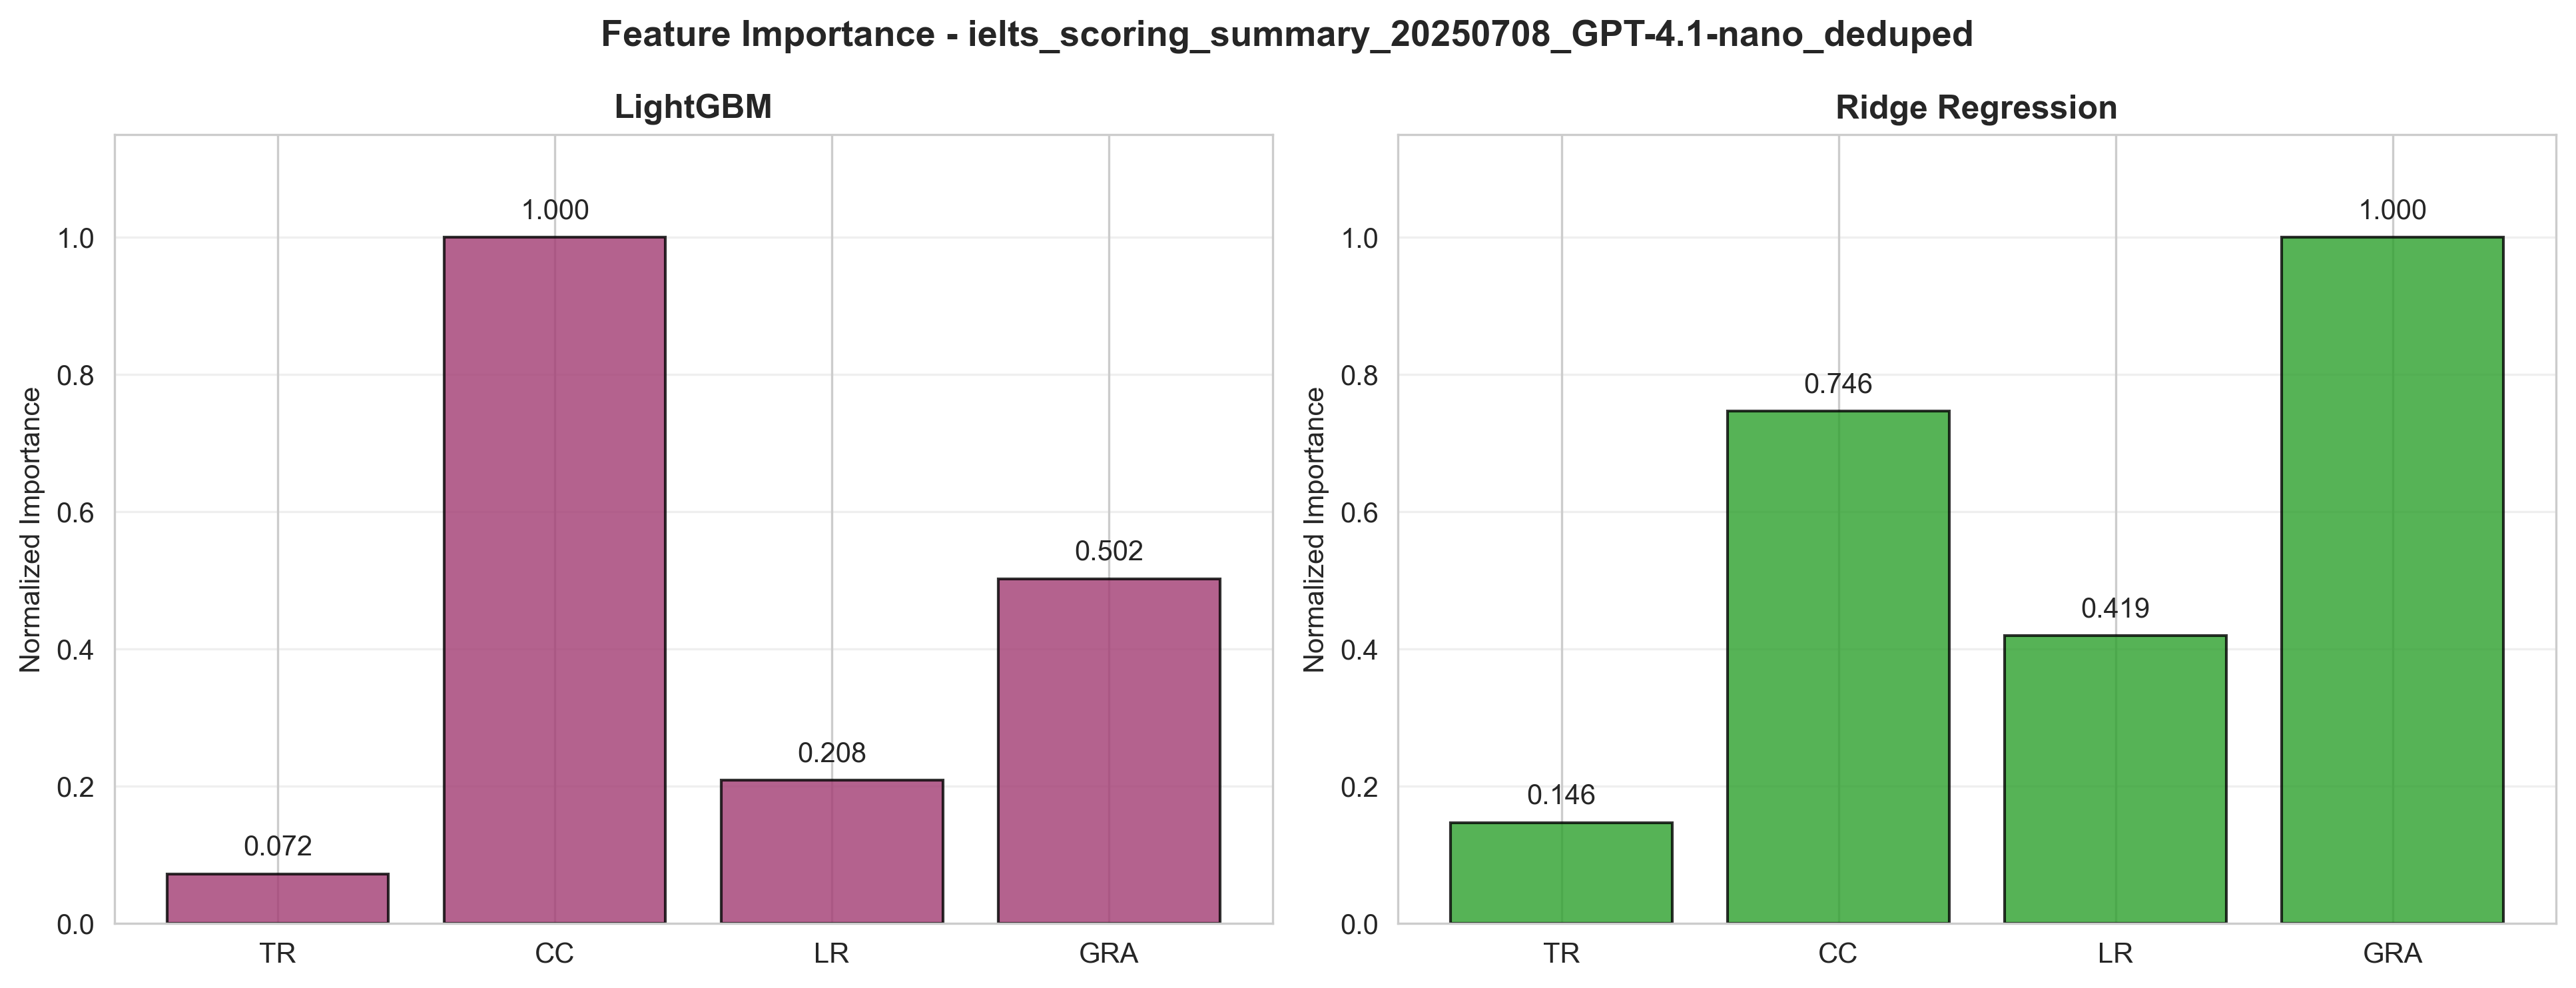 Feature Importance - ielts_scoring_summary_20250708_GPT-4.1-nano_deduped
LightGBM
Normalized Importance
1.0
0.8
0.6
0.4
0.2
0.0
0.072
1.000
0.208
0.502
TR CC LR GRA
Ridge Regression
Normalized Importance
1.0
0.8
0.6
0.4
0.2
0.0
0.146
0.746
0.419
1.000
TR CC LR GRA